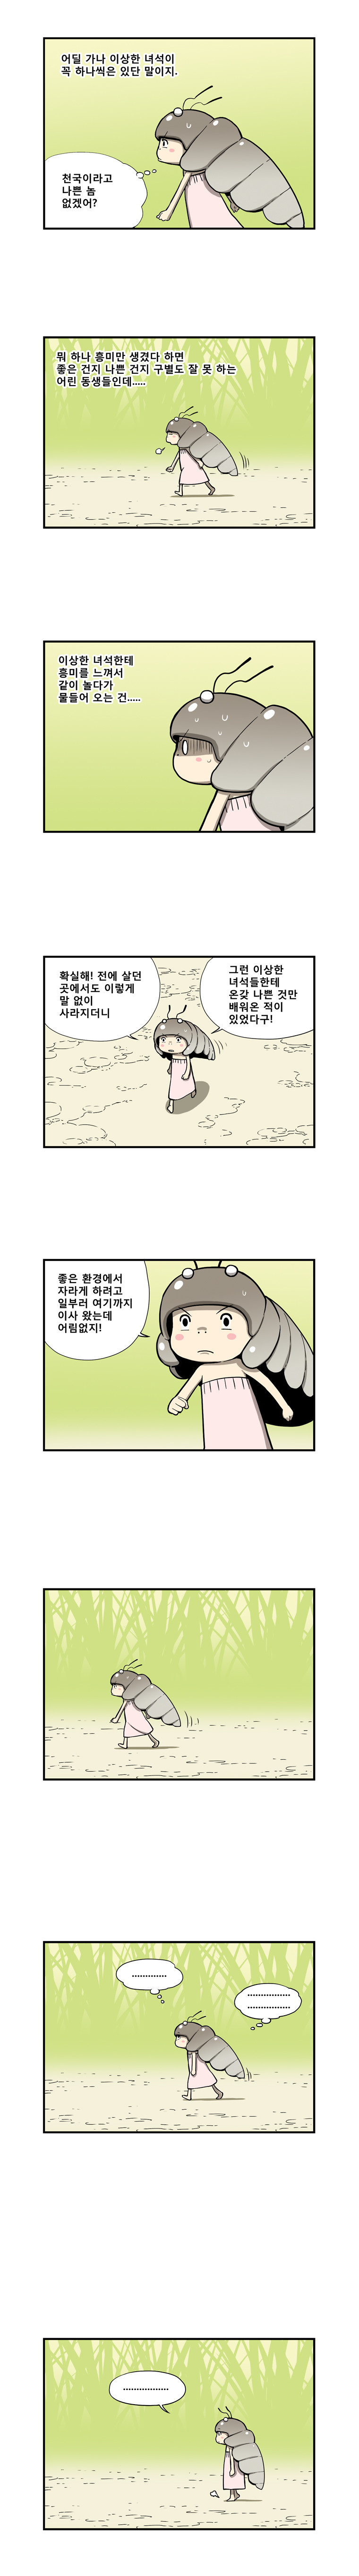 어딜 가나 이상한 녀석이
꼭 하나씩은 있단 말이지.
천국이라고
나쁜 놈
없겠어?
뭐 하나 흥미만 생겼다 하면
좋은 건지 나쁜 건지 구별도 잘 못 하는
어린 동생들인데.....
이상한 녀석한테
흥미를 느껴서
같이 놀다가
물들어 오는 건.....
확실해! 전에 살던
곳에서도 이렇게
말 없이
사라지더니
그런 이상한
녀석들한테
온갖 나쁜 것만
배워온 적이
있었다구!
좋은 환경에서
자라게 하려고
일부러 여기까지
이사 왔는데
어림없지!
.............
................
................
................